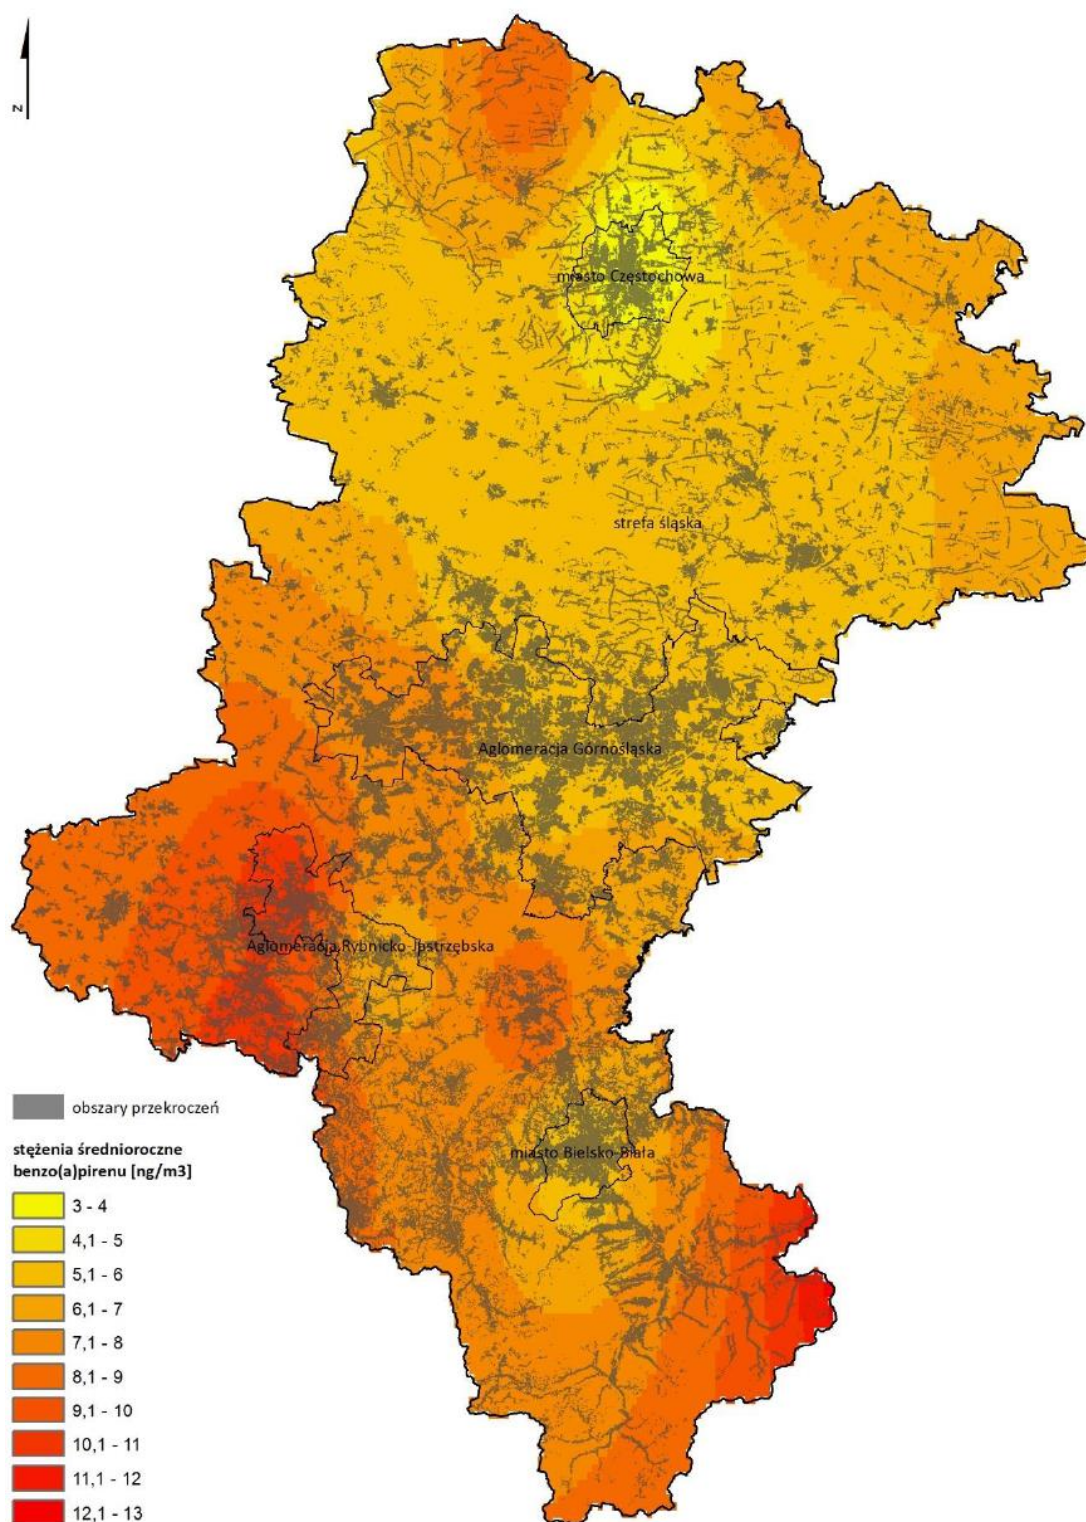 z
miasto Częstochowa
strefa śląska
Aglomeracja Górnośląska
Aglomeracja Rybnicko-Jastrzębska
obszary przekroczeń
stężenia średnioroczne
benzo(a)pirenu [ng/m3]
miasto Bielsko-Biała
3 - 4
4,1 - 5
5,1 - 6
6,1 - 7
7,1 - 8
8,1 - 9
9,1 - 10
10,1 - 11
11,1 - 12
12,1 - 13